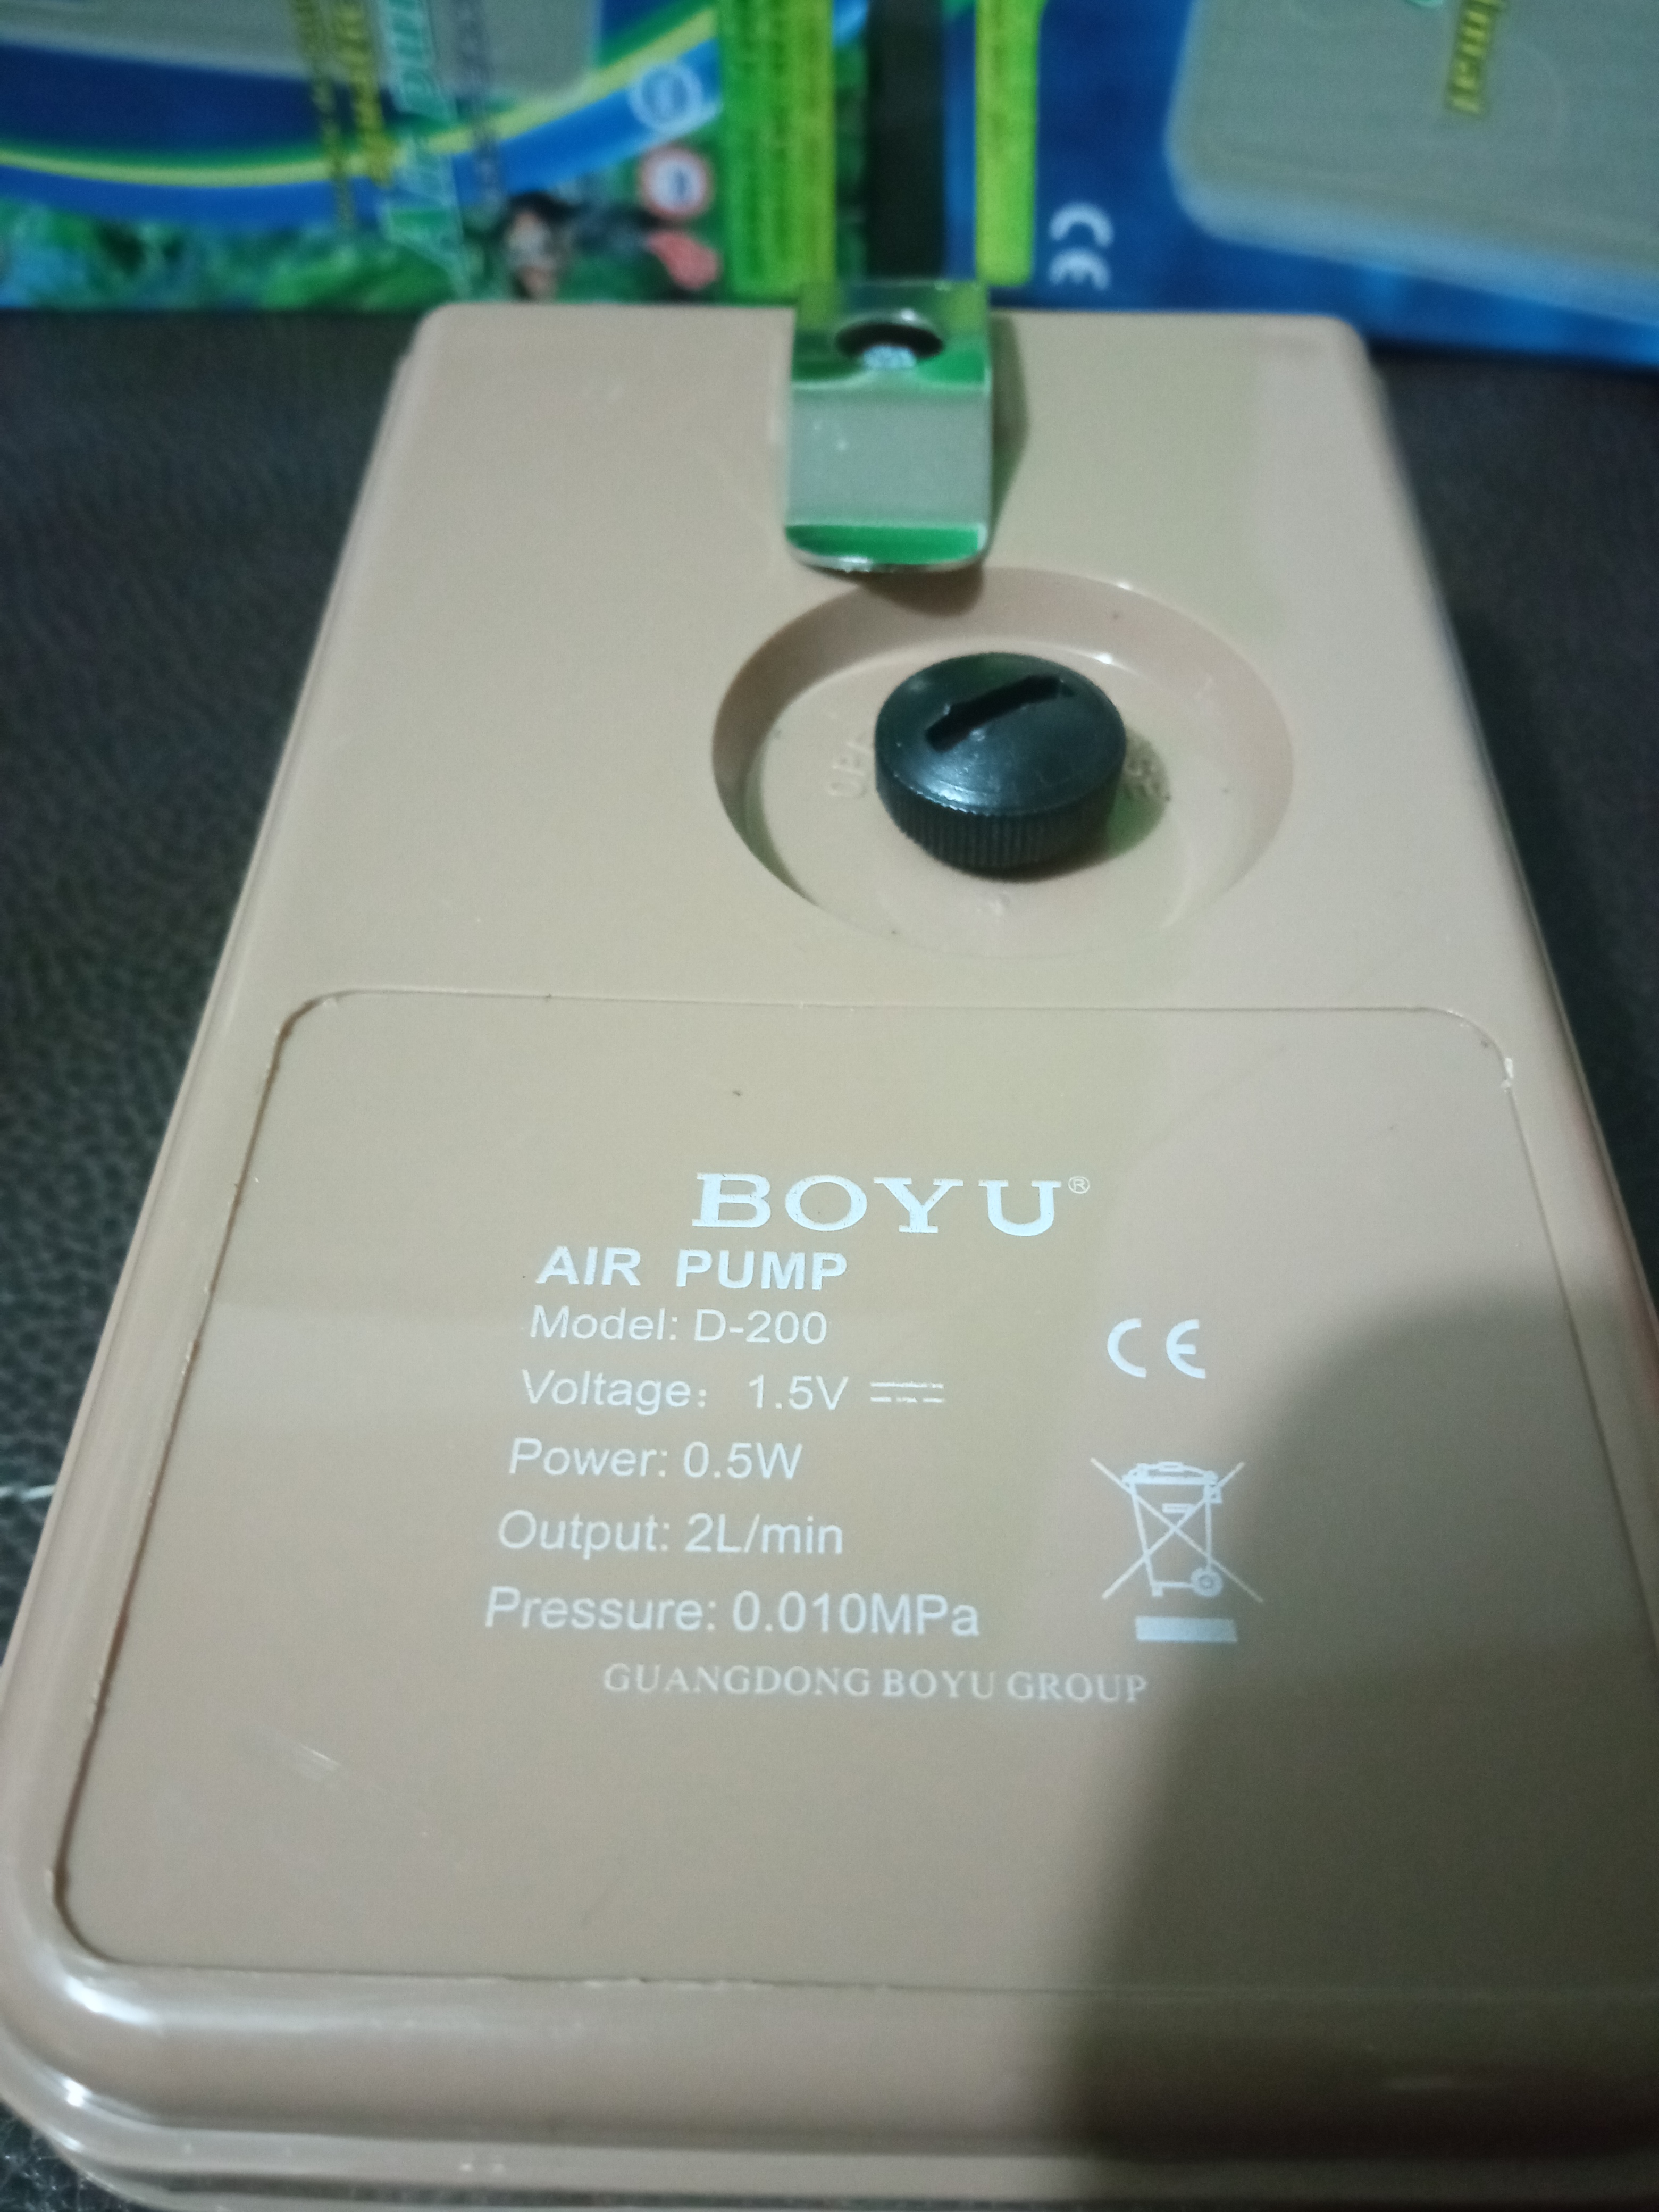 CE
OFF
BOYU®
AIR PUMP
Model: D-200
Voltage: 1.5V
Power: 0.5W
Output: 2L/min
Pressure: 0.010MPa
GUANGDONG BOYU GROUP
CE